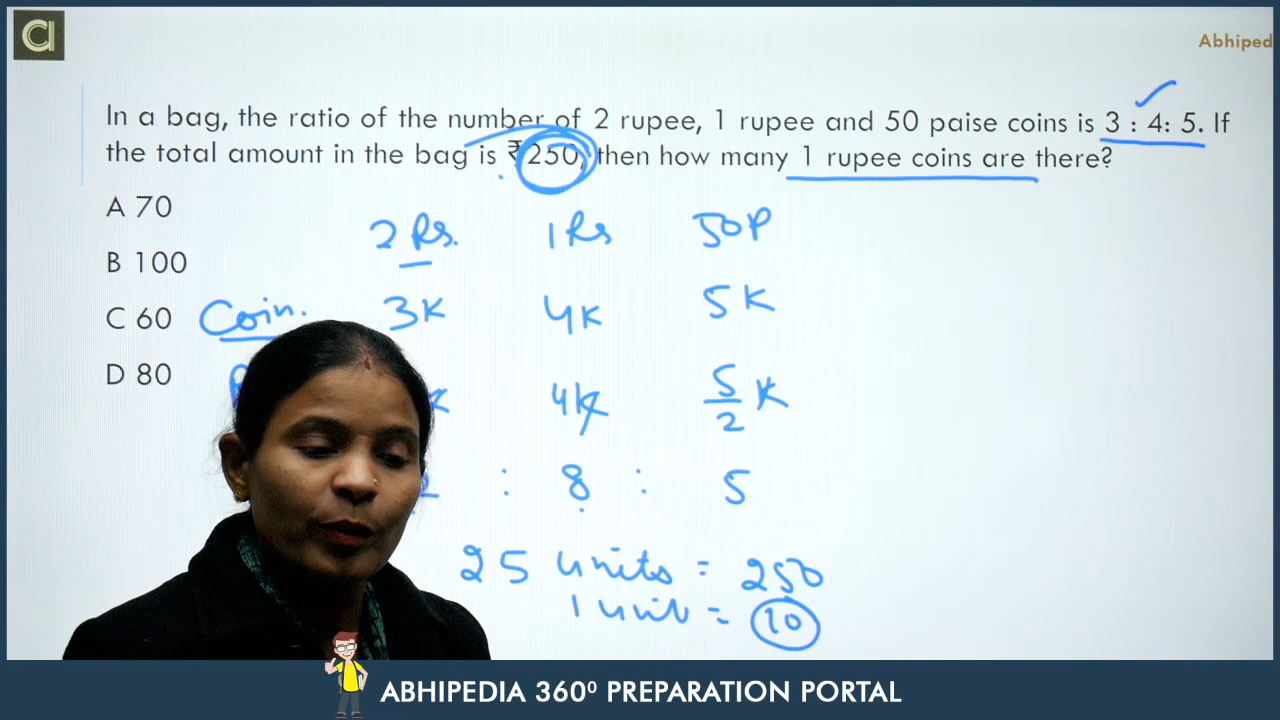 Abhiped
In a bag, the ratio of the number of 2 rupee, 1 rupee and 50 paise coins is 3 : 4: 5. If
the total amount in the bag is ₹250, then how many 1 rupee coins are there?
A 70
B 100
C 60
D 80
2 Rs. 1 Rs 50P
Coin. 3K 4K 5K
4K 5/2 K
: 8 : 5
25 units = 250
1 unit = 10
ABHIPEDIA 360⁰ PREPARATION PORTAL